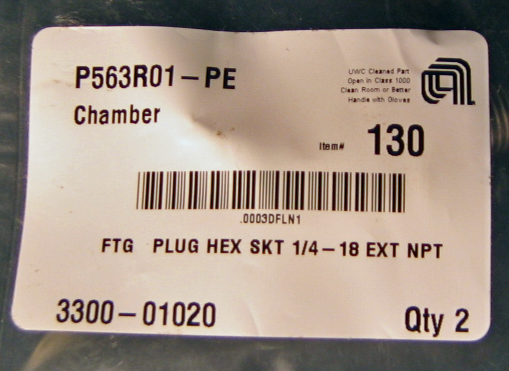 P563R01-PE
UWC Cleaned Part
Open in Class 1000
Clean Room or Better
Handle with Gloves
Chamber
Item# 130
.0003DFLN1
FTG PLUG HEX SKT 1/4-18 EXT NPT
3300-01020
Qty 2